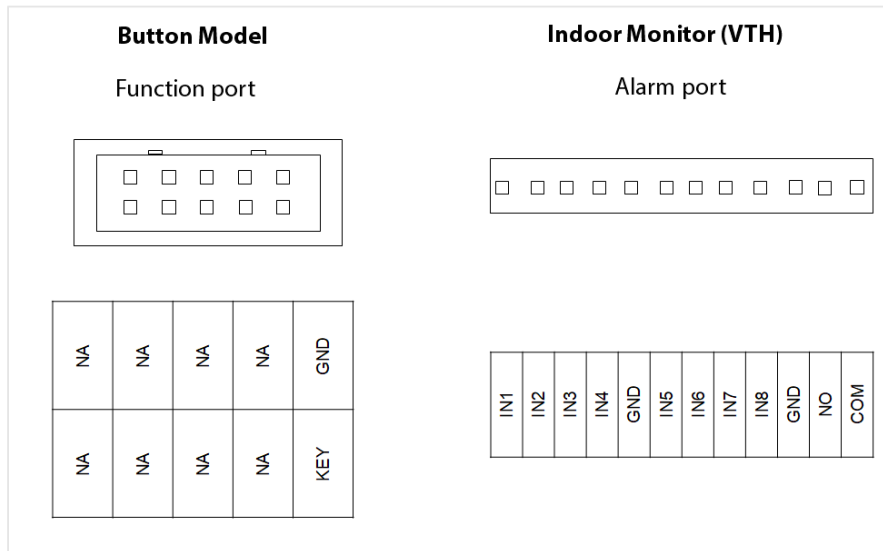 Button Model
Function port
NA NA NA NA GND
NA NA NA NA KEY
Indoor Monitor (VTH)
Alarm port
IN1 IN2 IN3 IN4 GND IN5 IN6 IN7 IN8 GND NO COM